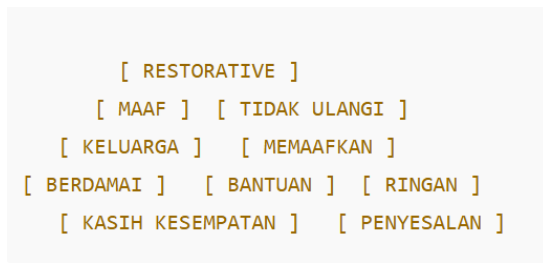 [ RESTORATIVE ]
[ MAAF ] [ TIDAK ULANGI ]
[ KELUARGA ] [ MEMAAFKAN ]
[ BERDAMAI ] [ BANTUAN ] [ RINGAN ]
[ KASIH KESEMPATAN ] [ PENYESALAN ]